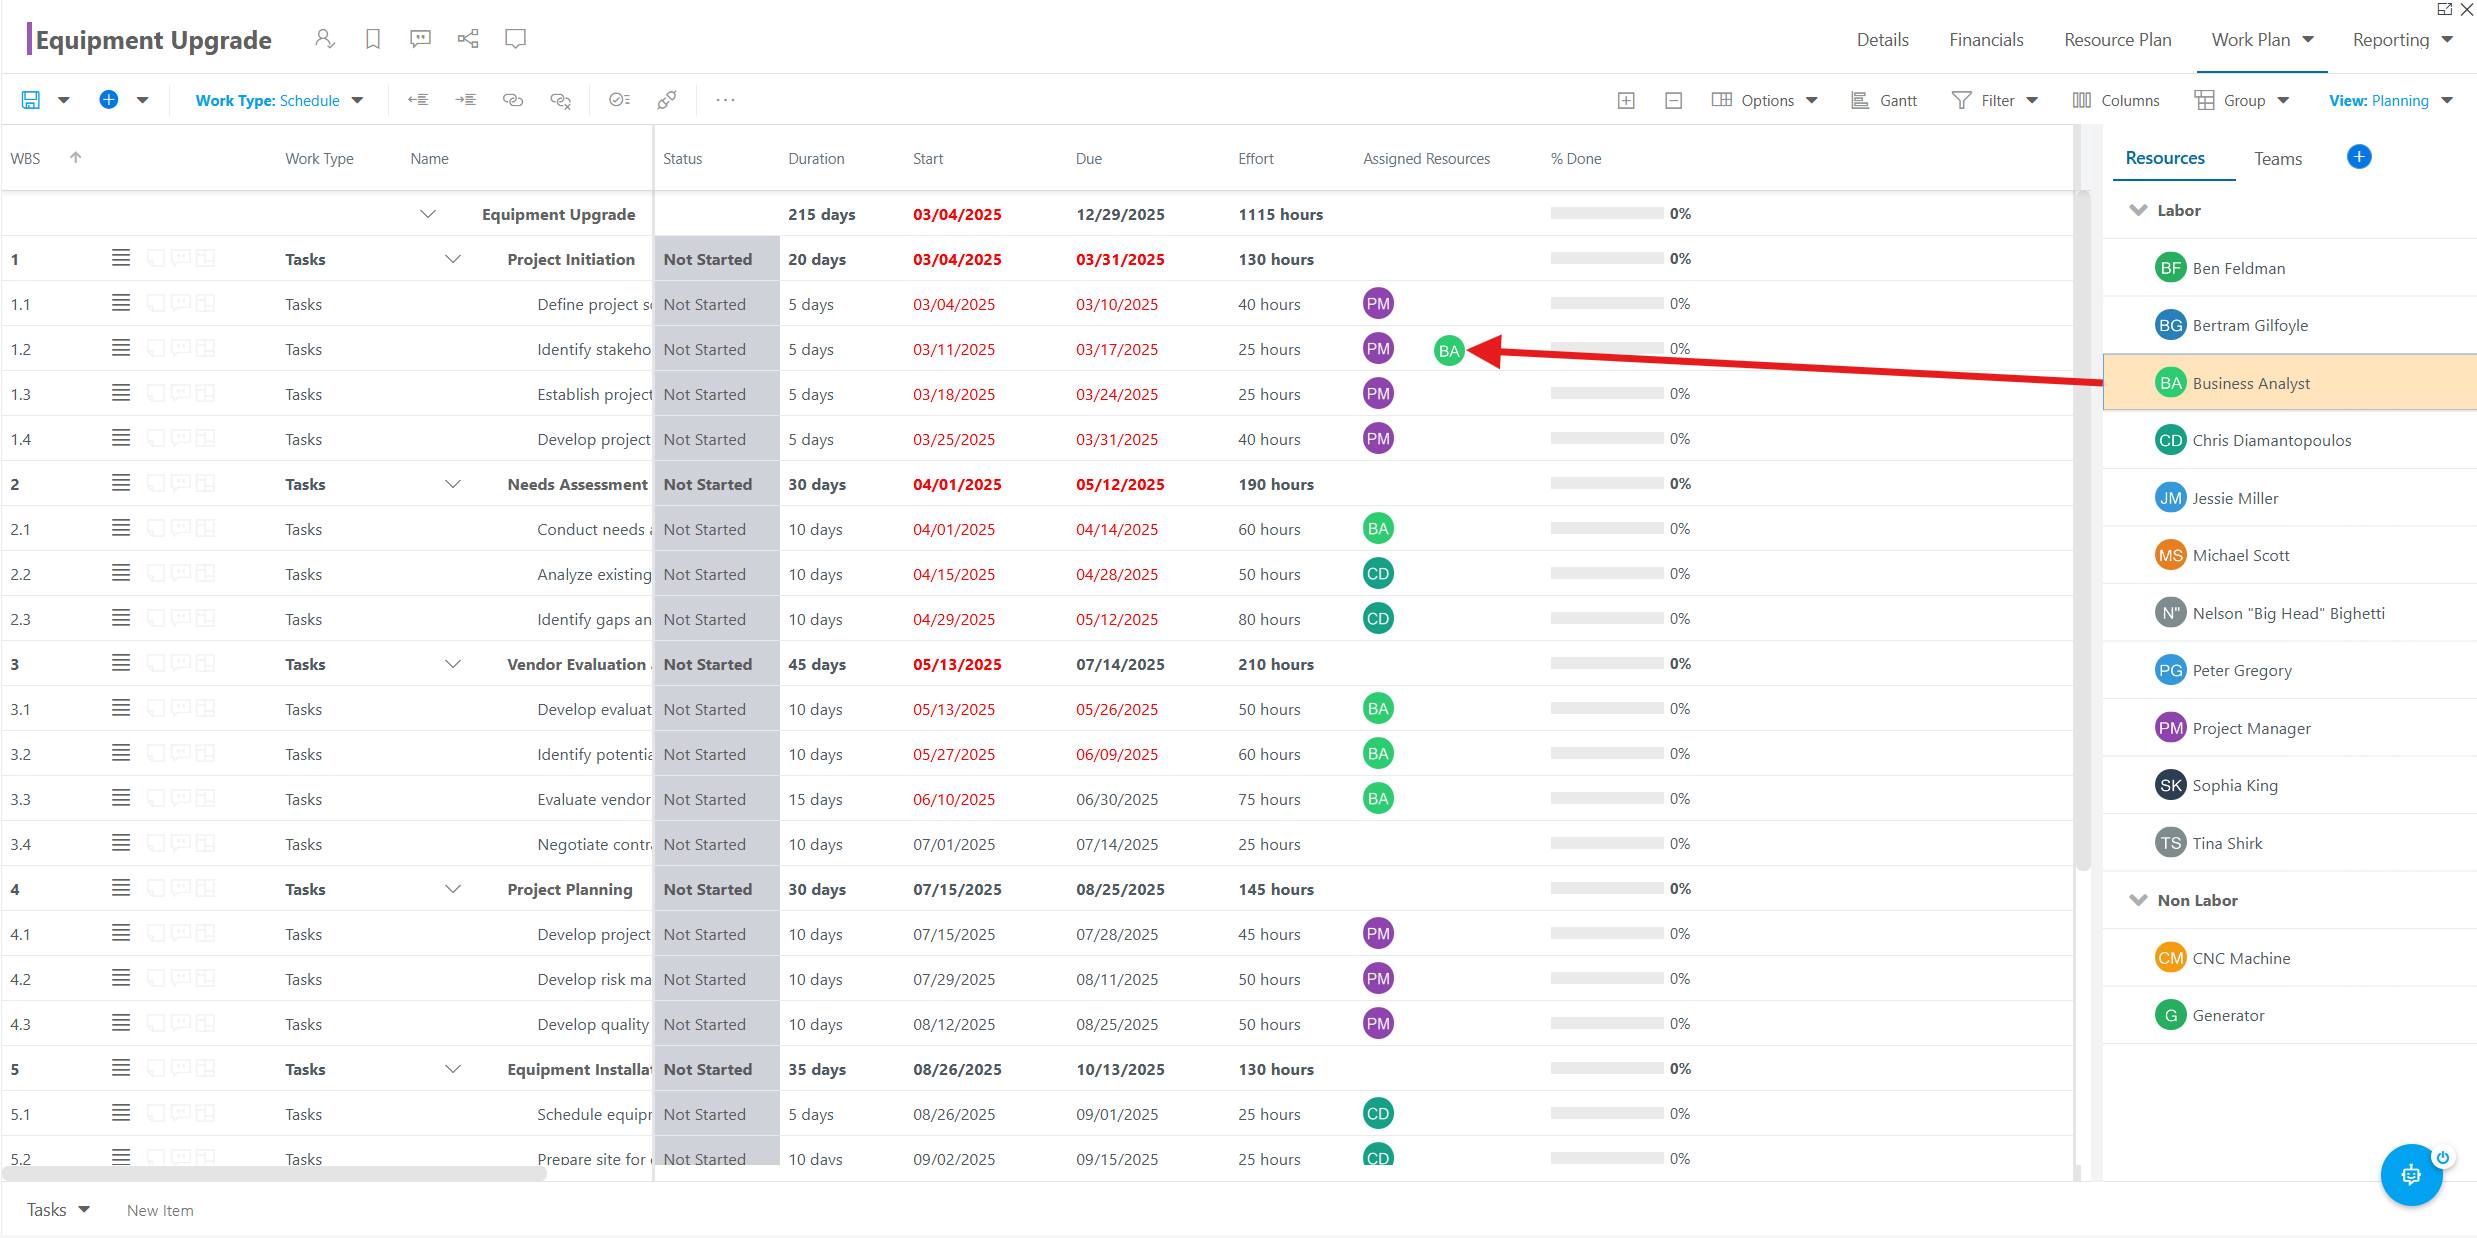 Equipment Upgrade
Details Financials Resource Plan Work Plan Reporting
Work Type: Schedule Options Gantt Filter Columns Group View: Planning
WBS Work Type Name Status Duration Start Due Effort Assigned Resources % Done
Equipment Upgrade 215 days 03/04/2025 12/29/2025 1115 hours 0%
1 Tasks Project Initiation Not Started 20 days 03/04/2025 03/31/2025 130 hours 0%
1.1 Tasks Define project s Not Started 5 days 03/04/2025 03/10/2025 40 hours PM 0%
1.2 Tasks Identify stakeho Not Started 5 days 03/11/2025 03/17/2025 25 hours PM BA 0%
1.3 Tasks Establish project Not Started 5 days 03/18/2025 03/24/2025 25 hours PM 0%
1.4 Tasks Develop project Not Started 5 days 03/25/2025 03/31/2025 40 hours PM 0%
2 Tasks Needs Assessment Not Started 30 days 04/01/2025 05/12/2025 190 hours 0%
2.1 Tasks Conduct needs Not Started 10 days 04/01/2025 04/14/2025 60 hours BA 0%
2.2 Tasks Analyze existing Not Started 10 days 04/15/2025 04/28/2025 50 hours CD 0%
2.3 Tasks Identify gaps an Not Started 10 days 04/29/2025 05/12/2025 80 hours CD 0%
3 Tasks Vendor Evaluation Not Started 45 days 05/13/2025 07/14/2025 210 hours 0%
3.1 Tasks Develop evaluat Not Started 10 days 05/13/2025 05/26/2025 50 hours BA 0%
3.2 Tasks Identify potentia Not Started 10 days 05/27/2025 06/09/2025 60 hours BA 0%
3.3 Tasks Evaluate vendor Not Started 15 days 06/10/2025 06/30/2025 75 hours BA 0%
3.4 Tasks Negotiate contr Not Started 10 days 07/01/2025 07/14/2025 25 hours 0%
4 Tasks Project Planning Not Started 30 days 07/15/2025 08/25/2025 145 hours 0%
4.1 Tasks Develop project Not Started 10 days 07/15/2025 07/28/2025 45 hours PM 0%
4.2 Tasks Develop risk ma Not Started 10 days 07/29/2025 08/11/2025 50 hours PM 0%
4.3 Tasks Develop quality Not Started 10 days 08/12/2025 08/25/2025 50 hours PM 0%
5 Tasks Equipment Installat Not Started 35 days 08/26/2025 10/13/2025 130 hours 0%
5.1 Tasks Schedule equipr Not Started 5 days 08/26/2025 09/01/2025 25 hours CD 0%
5.2 Tasks Prepare site for Not Started 10 days 09/02/2025 09/15/2025 25 hours CD 0%
Tasks New Item
Resources Teams
Labor
BF Ben Feldman
BG Bertram Gilfoyle
BA Business Analyst
CD Chris Diamantopoulos
JM Jessie Miller
MS Michael Scott
N" Nelson "Big Head" Bighetti
PG Peter Gregory
PM Project Manager
SK Sophia King
TS Tina Shirk
Non Labor
CM CNC Machine
G Generator